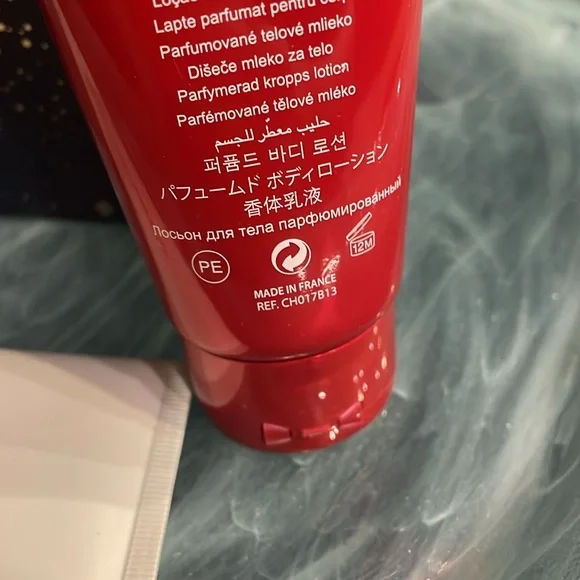 Lapte parfumat pentru
Parfumované telové mlieko
Dišeče mleko za telo
Parfymerad kropps lotion
Parfémované tělové mléko
حليب معطّر للجسم
퍼퓸드 바디 로션
パフュームド ボディローション
香体乳液
Лосьон для тела парфюмированный
PE
12M
MADE IN FRANCE
REF. CH017B13